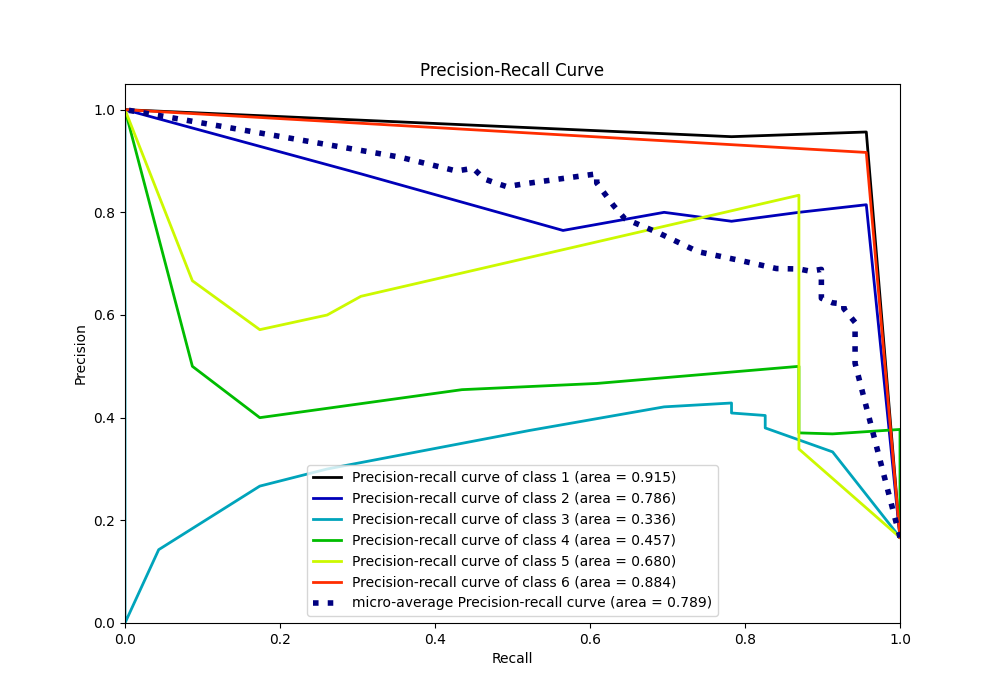 Precision-Recall Curve
Precision
1.0
0.8
0.6
0.4
0.2
0.0
Precision-recall curve of class 1 (area = 0.915)
Precision-recall curve of class 2 (area = 0.786)
Precision-recall curve of class 3 (area = 0.336)
Precision-recall curve of class 4 (area = 0.457)
Precision-recall curve of class 5 (area = 0.680)
Precision-recall curve of class 6 (area = 0.884)
micro-average Precision-recall curve (area = 0.789)
0.0 0.2 0.4 0.6 0.8 1.0
Recall